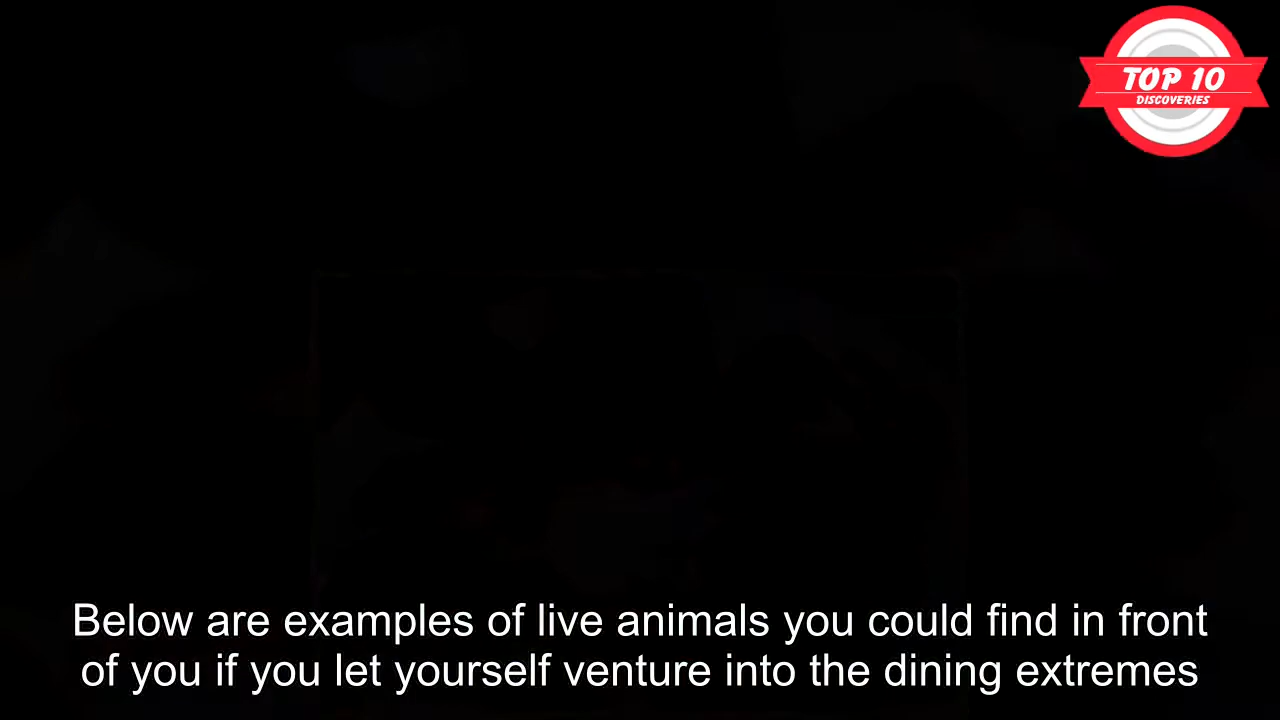 TOP 10
DISCOVERIES
Below are examples of live animals you could find in front
of you if you let yourself venture into the dining extremes